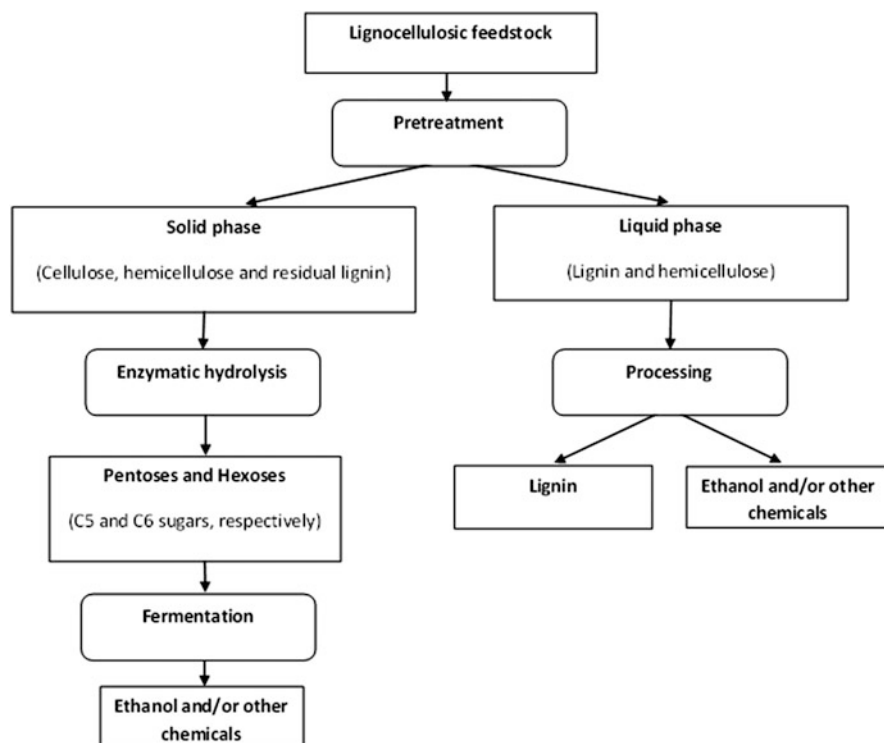 Lignocellulosic feedstock
Pretreatment
Solid phase
(Cellulose, hemicellulose and residual lignin)
Liquid phase
(Lignin and hemicellulose)
Enzymatic hydrolysis
Processing
Pentoses and Hexoses
(C5 and C6 sugars, respectively)
Lignin
Ethanol and/or other
chemicals
Fermentation
Ethanol and/or other
chemicals